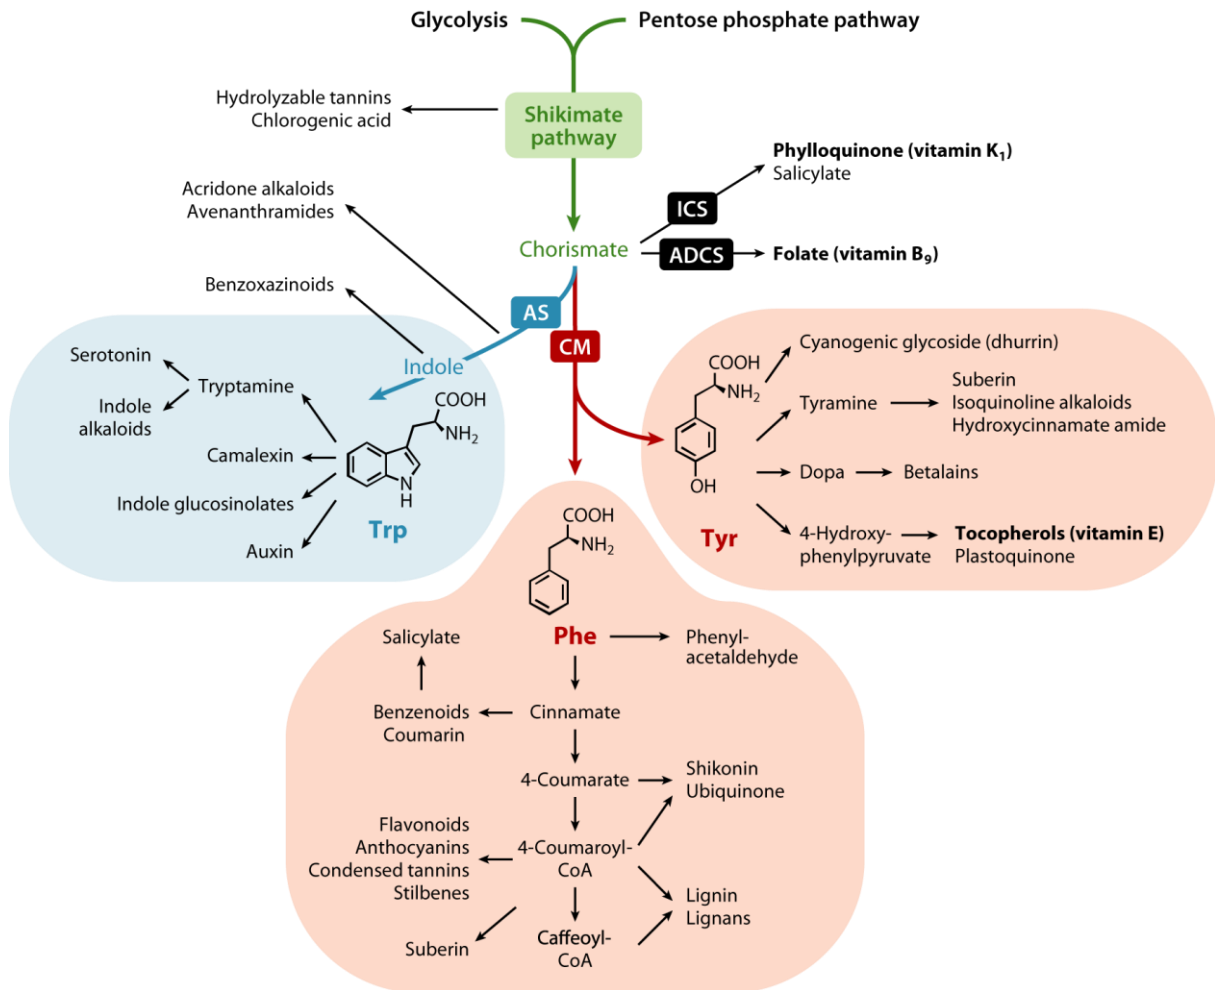 Glycolysis
Pentose phosphate pathway
Hydrolyzable tannins
Chlorogenic acid
Shikimate
pathway
Phylloquinone (vitamin K₁)
Salicylate
ICS
Acridone alkaloids
Avenanthramides
Chorismate
ADCS
Folate (vitamin B₉)
Benzoxazinoids
AS
CM
Indole
Serotonin
Tryptamine
Indole
alkaloids
Camalexin
Indole glucosinolates
Auxin
COOH
NH₂
N
H
Trp
COOH
NH₂
OH
Tyr
Cyanogenic glycoside (dhurrin)
Tyramine
Suberin
Isoquinoline alkaloids
Hydroxycinnamate amide
Dopa
Betalains
4-Hydroxy-
phenylpyruvate
Tocopherols (vitamin E)
Plastoquinone
COOH
NH₂
Phe
Phenyl-
acetaldehyde
Salicylate
Benzenoids
Coumarin
Cinnamate
4-Coumarate
Shikonin
Ubiquinone
Flavonoids
Anthocyanins
Condensed tannins
Stilbenes
4-Coumaroyl-
CoA
Lignin
Lignans
Suberin
Caffeoyl-
CoA